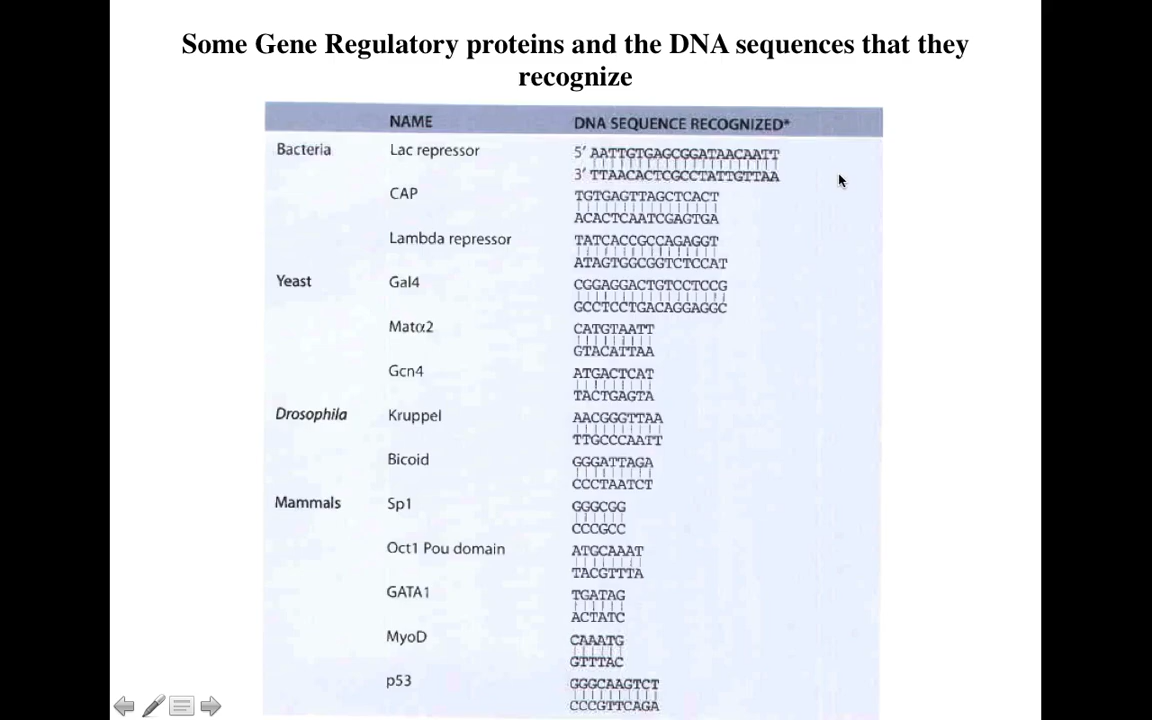 Some Gene Regulatory proteins and the DNA sequences that they
recognize
NAME DNA SEQUENCE RECOGNIZED*
Bacteria Lac repressor 5′ AATTGTGAGCGGATAACAATT
3′ TTAACACTCGCCTATTGTTAA
CAP TGTGAGTTAGCTCACT
ACACTCAATCGAGTGA
Lambda repressor TATCACCGCCAGAGGT
ATAGTGGCGGTCTCCAT
Yeast Gal4 CGGAGGACTGTCCTCCG
GCCTCCTGACAGGAGGC
Matα2 CATGTAATT
GTACATTAA
Gcn4 ATGACTCAT
TACTGAGTA
Drosophila Kruppel AACGGGTTAA
TTGCCCAATT
Bicoid GGGATTAGA
CCCTAATCT
Mammals Sp1 GGGCGG
CCCGCC
Oct1 Pou domain ATGCAAAT
TACGTTTA
GATA1 TGATAG
ACTATC
MyoD CAAATG
GTTTAC
p53 GGGCAAGTCT
CCCGTTCAGA